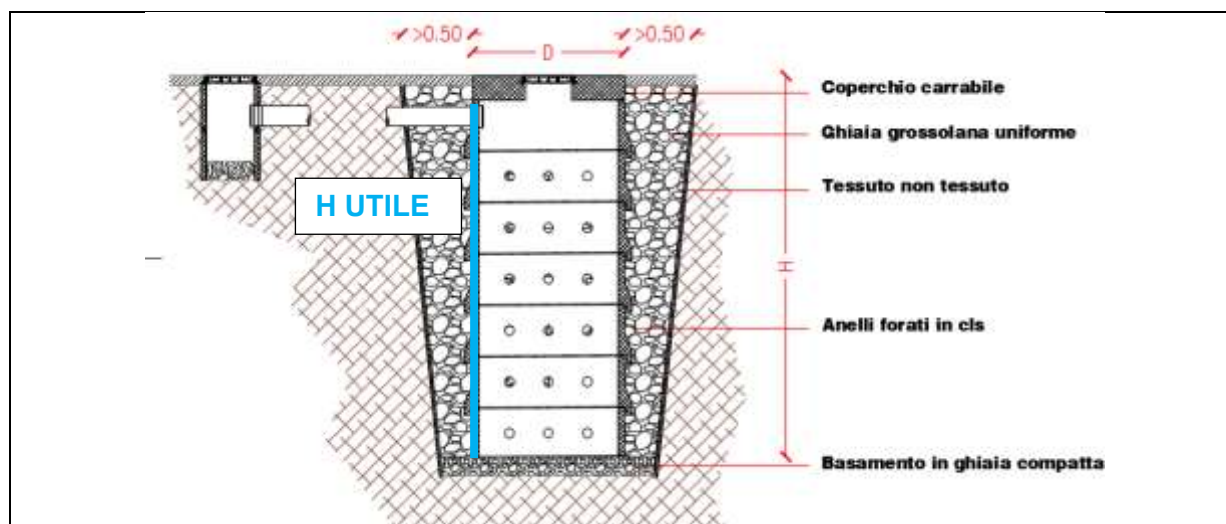 >0.50
>0.50
D
Coperchio carrabile
Ghiaia grossolana uniforme
Tessuto non tessuto
H UTILE
H
Anelli forati in cls
Basamento in ghiaia compatta